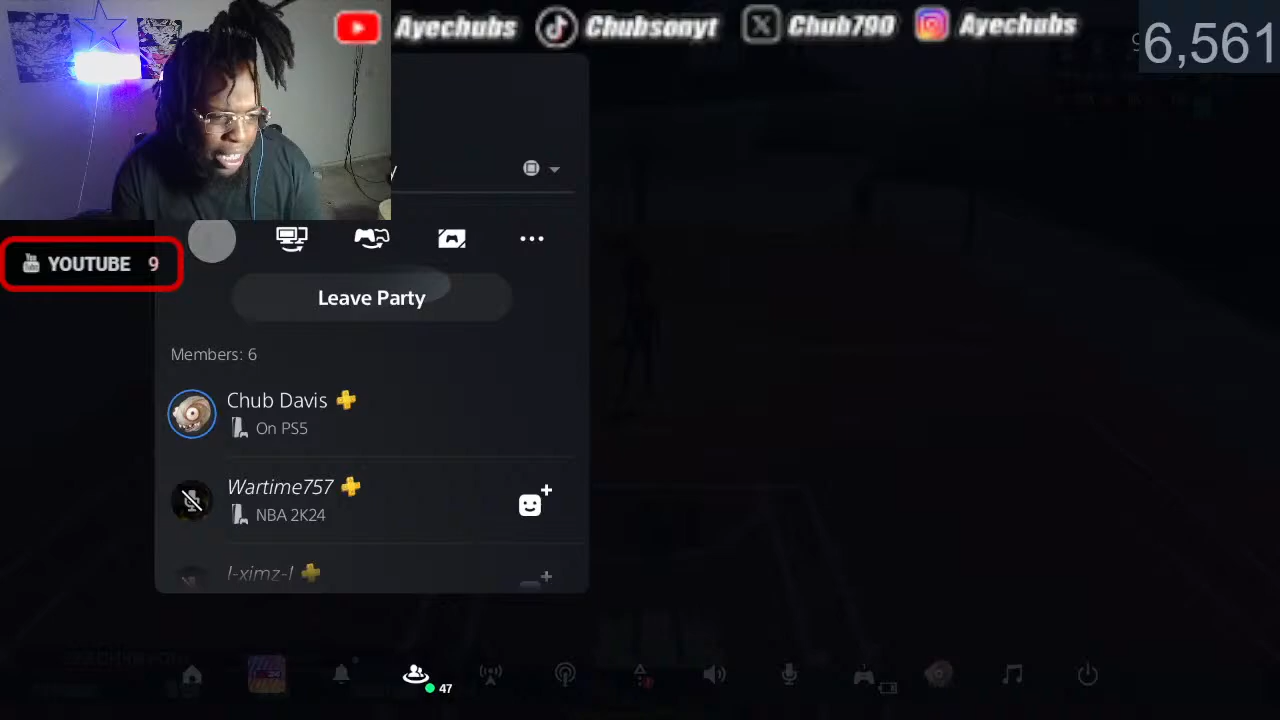 Ayechubs Chubsonyt Chub790 Ayechubs
6,561
YOUTUBE 9
Leave Party
Members: 6
Chub Davis
On PS5
Wartime757
NBA 2K24
I-ximz-I
47